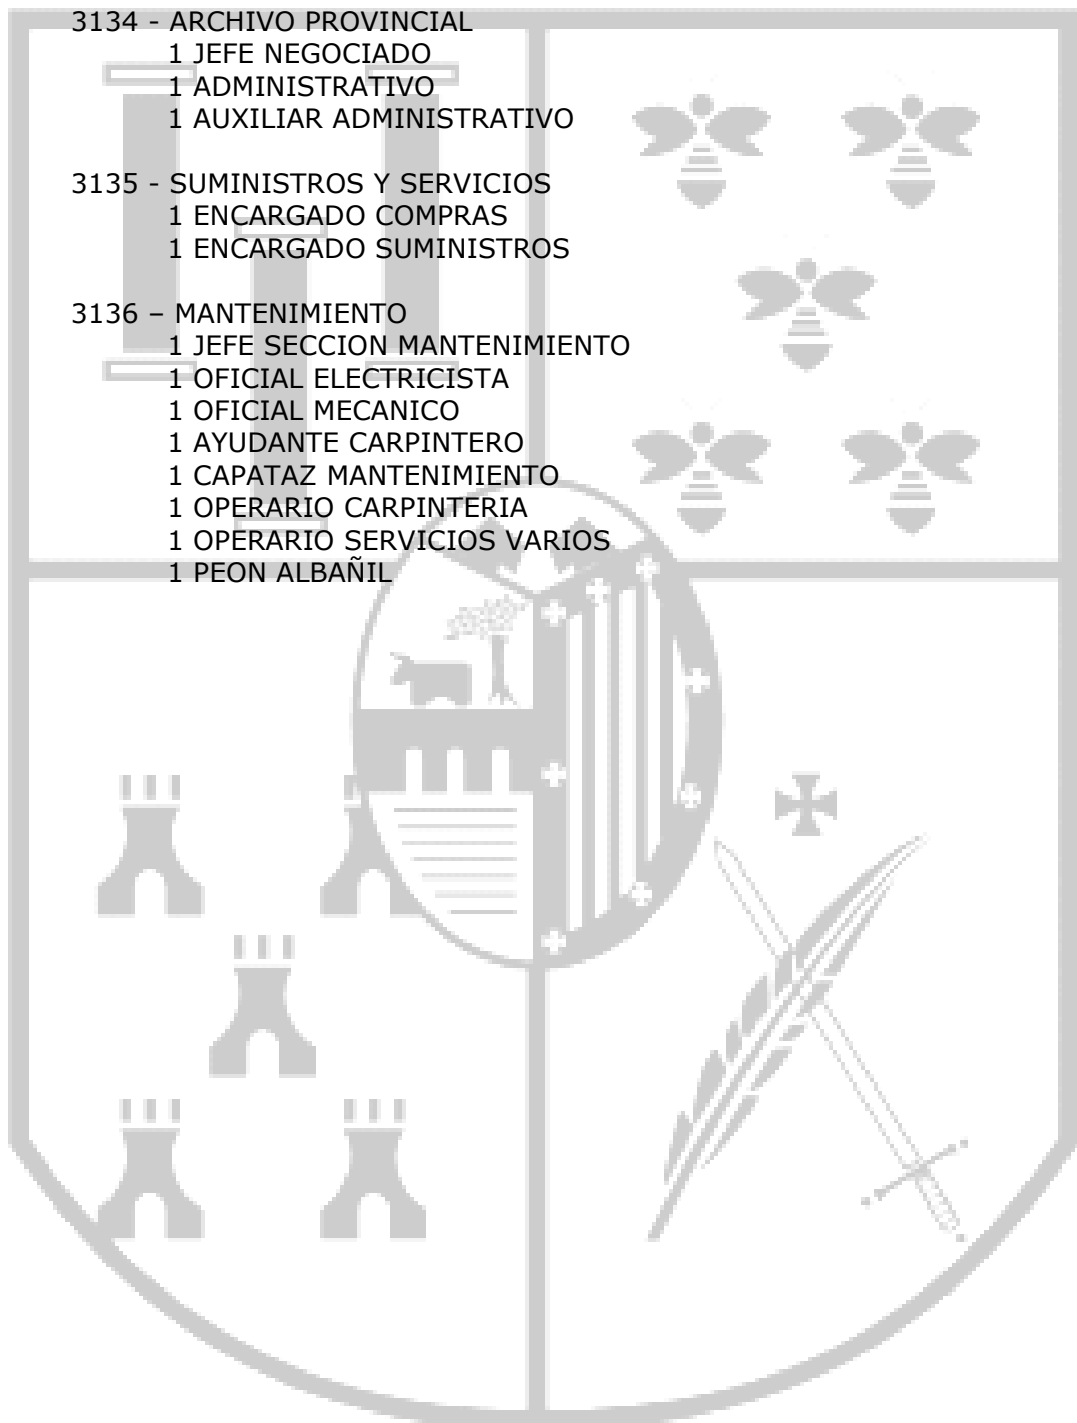 3134 - ARCHIVO PROVINCIAL
1 JEFE NEGOCIADO
1 ADMINISTRATIVO
1 AUXILIAR ADMINISTRATIVO
3135 - SUMINISTROS Y SERVICIOS
1 ENCARGADO COMPRAS
1 ENCARGADO SUMINISTROS
3136 – MANTENIMIENTO
1 JEFE SECCION MANTENIMIENTO
1 OFICIAL ELECTRICISTA
1 OFICIAL MECANICO
1 AYUDANTE CARPINTERO
1 CAPATAZ MANTENIMIENTO
1 OPERARIO CARPINTERIA
1 OPERARIO SERVICIOS VARIOS
1 PEON ALBAÑIL